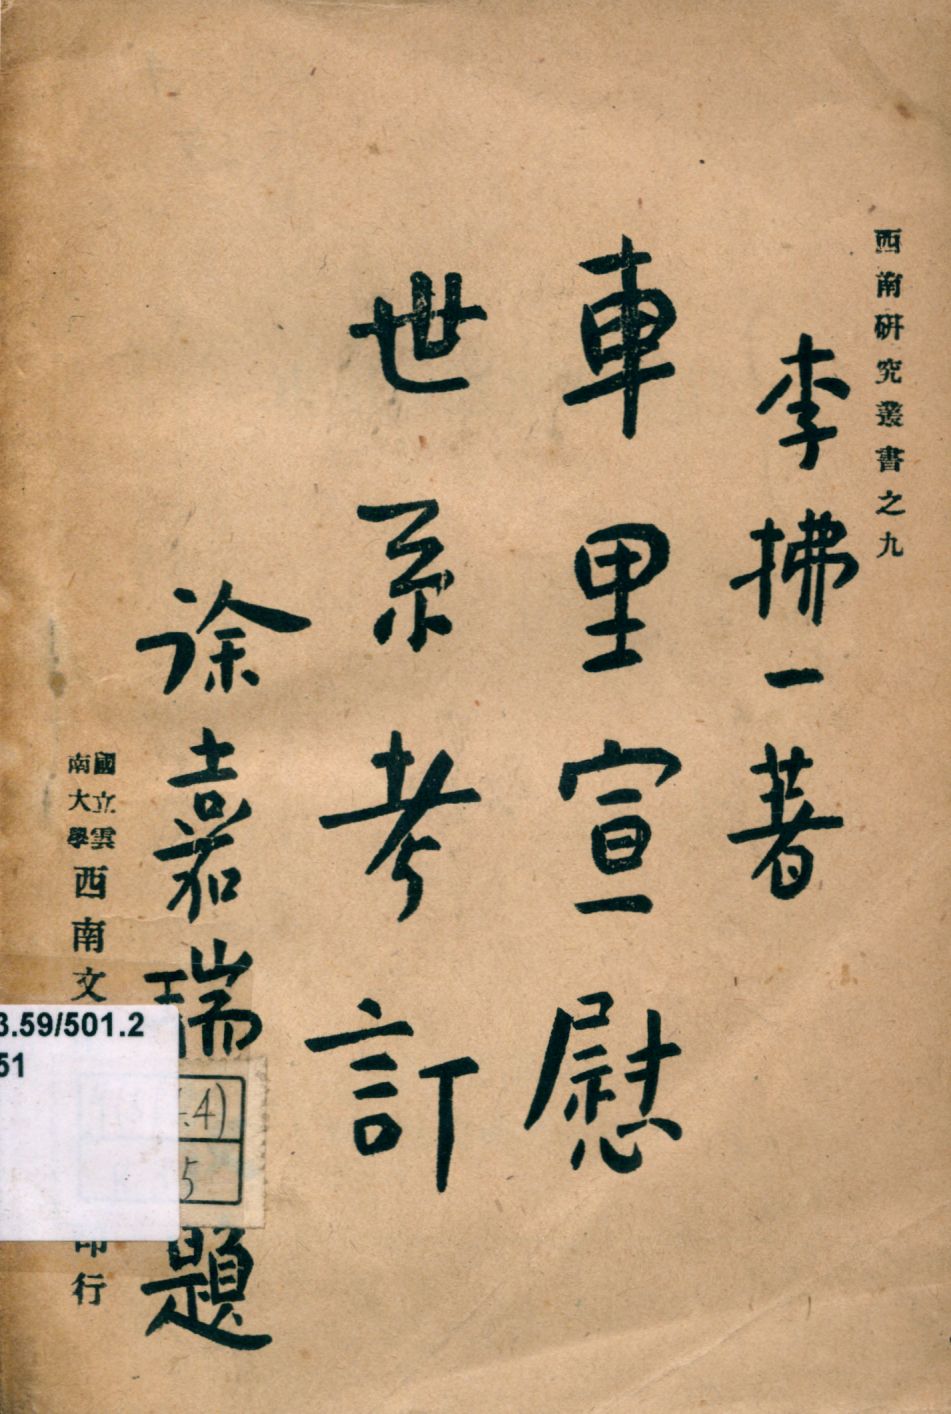 西南研究叢書之九
李拂一著
車里宣慰
世系考訂
徐嘉瑞題
國立雲
南大學
西南文
印行
3.59/501.2
51
.4)
5